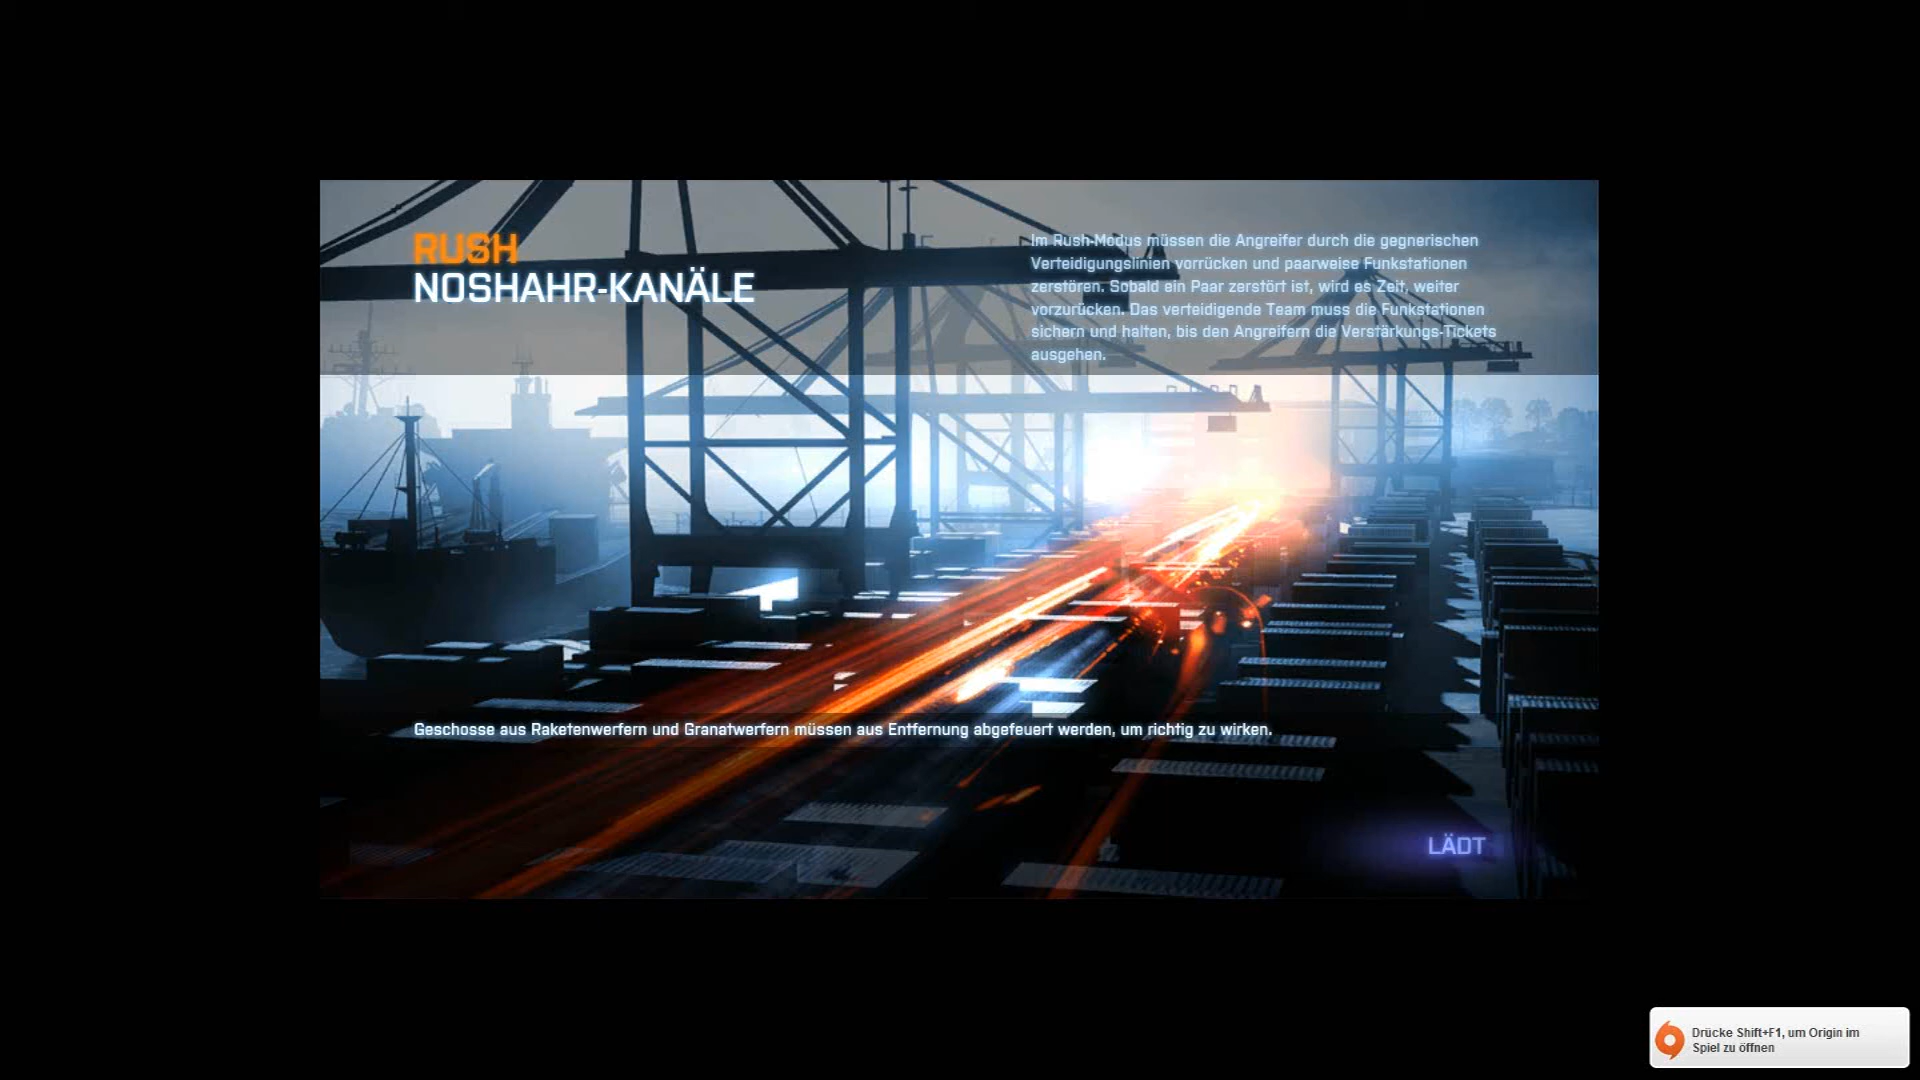 RUSH
NOSHAHR-KANÄLE
Im Rush-Modus müssen die Angreifer durch die gegnerischen
Verteidigungslinien vorrücken und paarweise Funkstationen
zerstören. Sobald ein Paar zerstört ist, wird es Zeit, weiter
vorzurücken. Das verteidigende Team muss die Funkstationen
sichern und halten, bis den Angreifern die Verstärkungs-Tickets
ausgehen.
Geschosse aus Raketenwerfern und Granatwerfern müssen aus Entfernung abgefeuert werden, um richtig zu wirken.
LÄDT
Drücke Shift+F1, um Origin im
Spiel zu öffnen